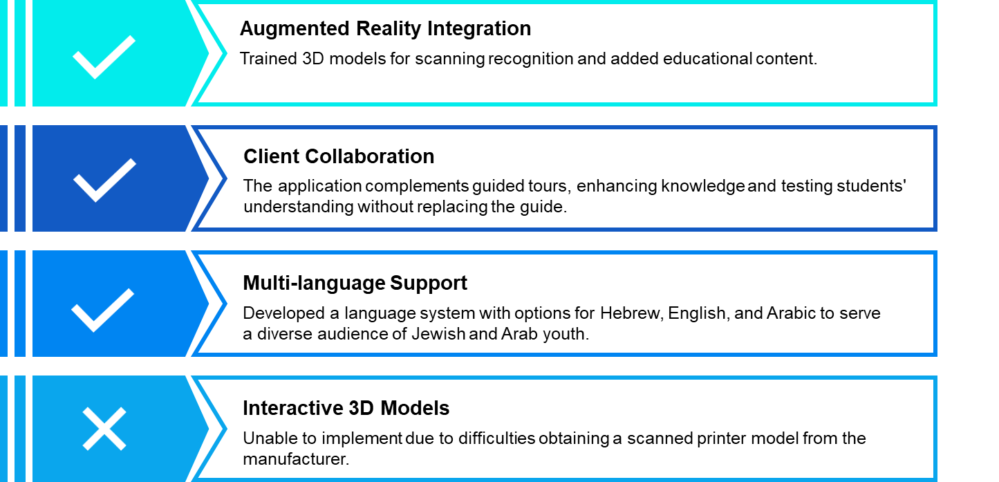 Augmented Reality Integration
Trained 3D models for scanning recognition and added educational content.
Client Collaboration
The application complements guided tours, enhancing knowledge and testing students'
understanding without replacing the guide.
Multi-language Support
Developed a language system with options for Hebrew, English, and Arabic to serve
a diverse audience of Jewish and Arab youth.
Interactive 3D Models
Unable to implement due to difficulties obtaining a scanned printer model from the
manufacturer.